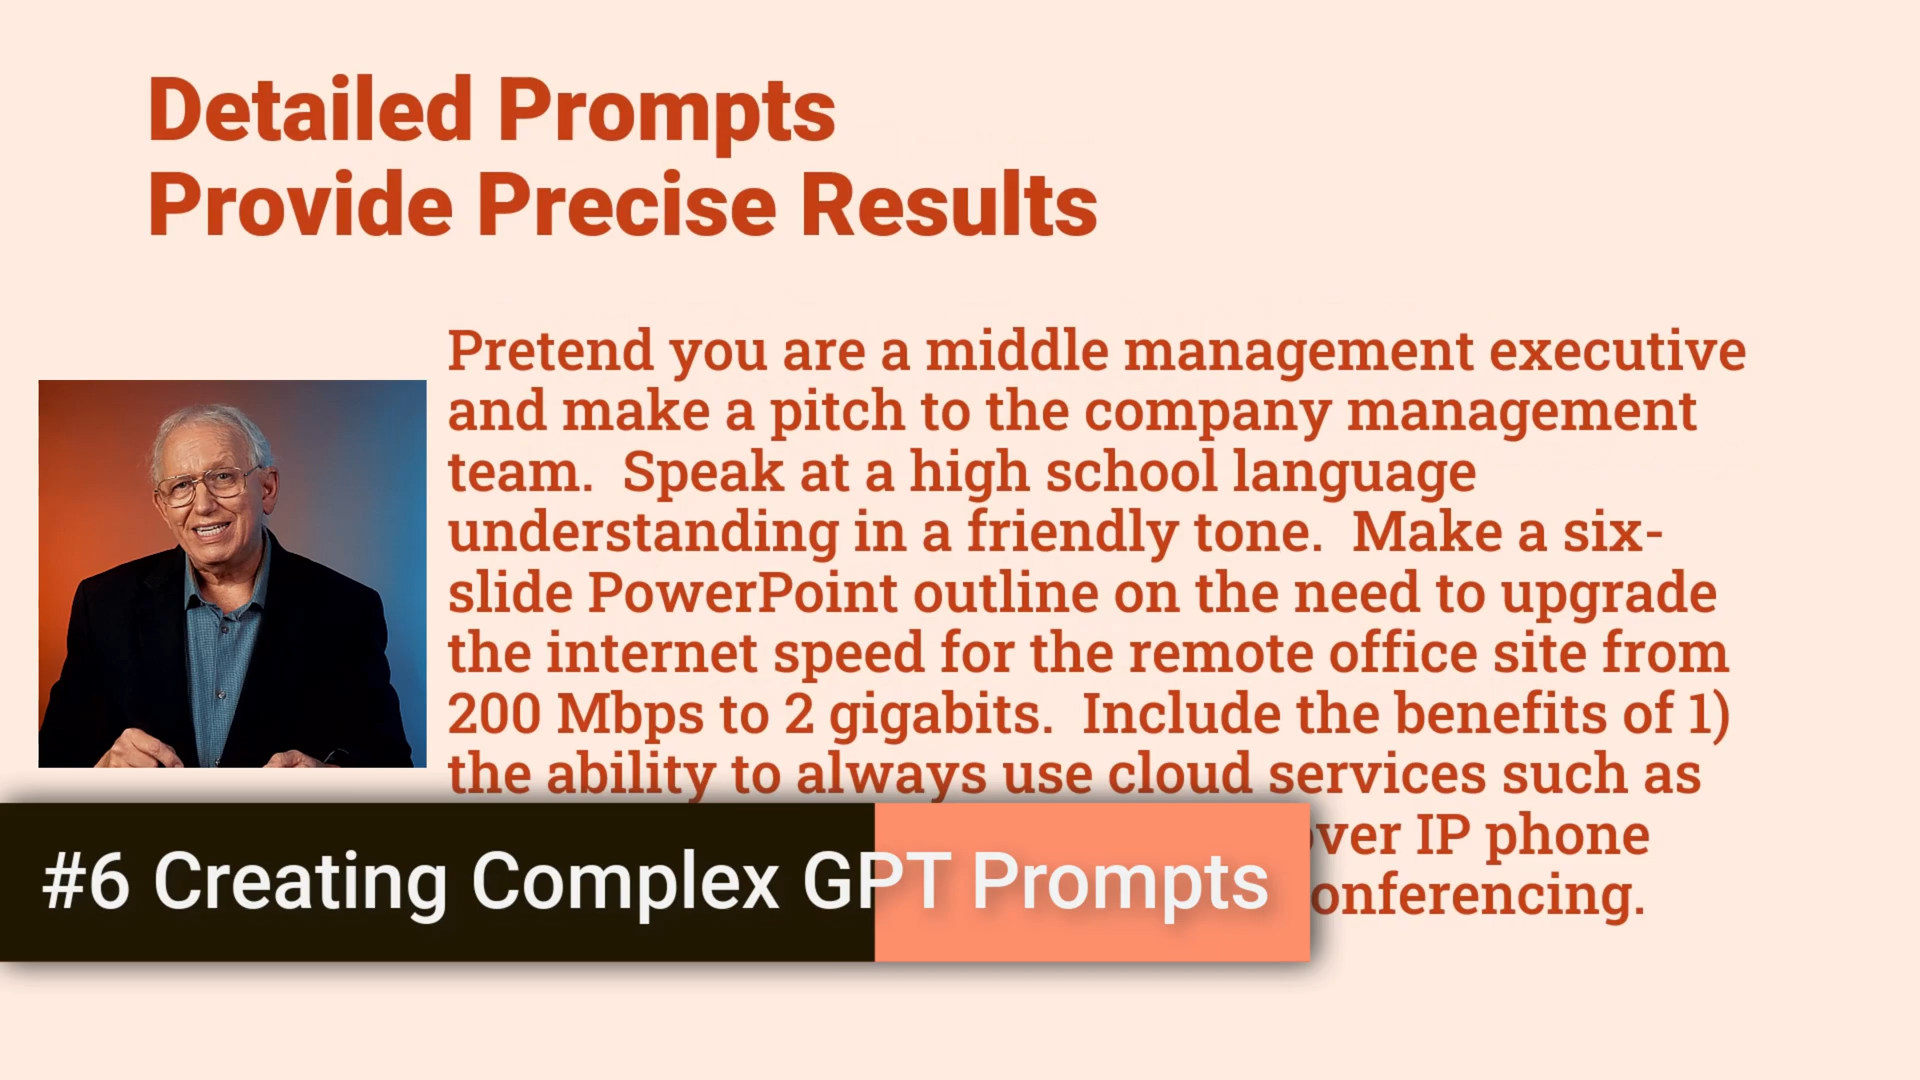 Detailed Prompts
Provide Precise Results
Pretend you are a middle management executive
and make a pitch to the company management
team. Speak at a high school language
understanding in a friendly tone. Make a six-
slide PowerPoint outline on the need to upgrade
the internet speed for the remote office site from
200 Mbps to 2 gigabits. Include the benefits of 1)
the ability to always use cloud services such as
IP phone
#6 Creating Complex GPT Prompts